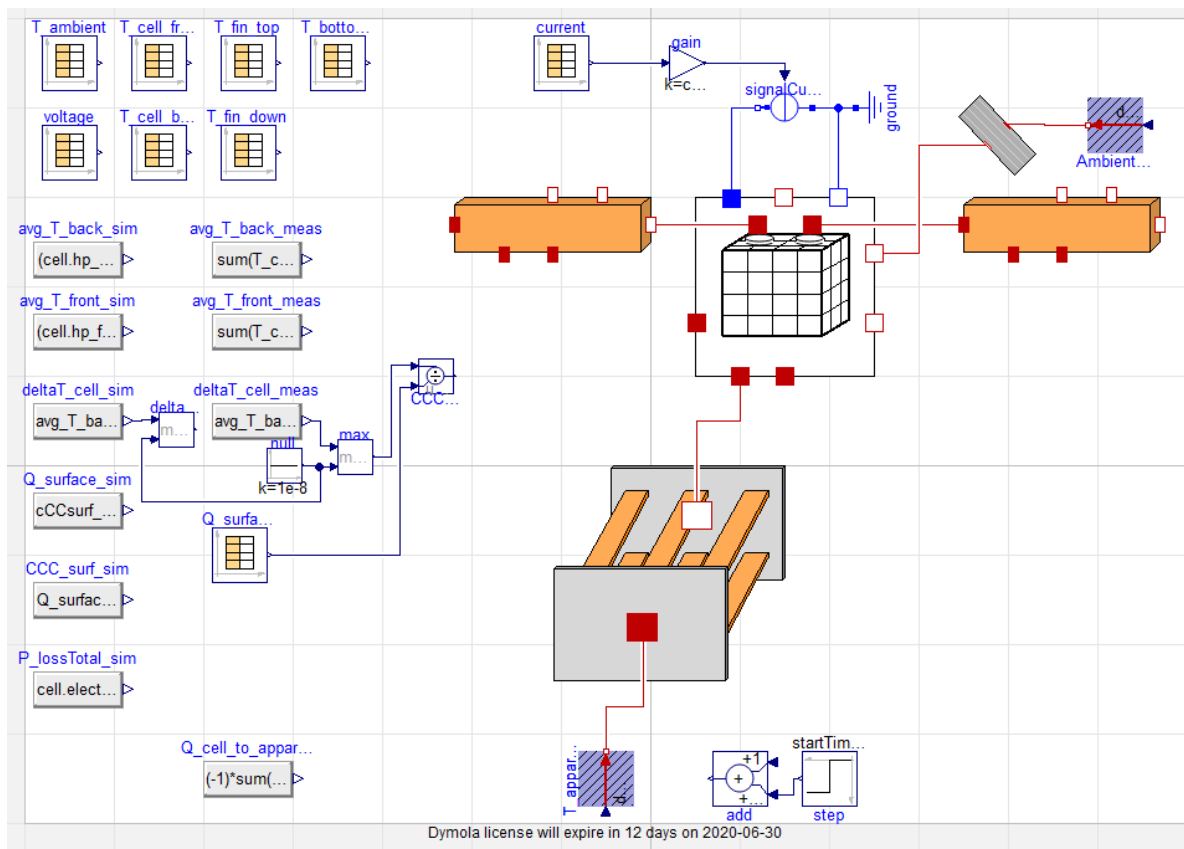 T_ambient
T_cell_fr...
T_fin_top
T_botto...
current
gain
k=c...
signalCu...
ground
d...
Ambient...
voltage
T_cell_b...
T_fin_down
avg_T_back_sim
(cell.hp_...
avg_T_back_meas
sum(T_c...
avg_T_front_sim
(cell.hp_f...
avg_T_front_meas
sum(T_c...
CCC...
deltaT_cell_sim
avg_T_ba...
delta...
m...
deltaT_cell_meas
avg_T_ba...
null
k=1e-8
max
m...
Q_surface_sim
cCCsurf_...
Q_surfa...
CCC_surf_sim
Q_surfac...
P_lossTotal_sim
cell.elect...
Q_cell_to_appar...
(-1)*sum(...
T_appar...
+1
+
+...
add
startTim...
step
Dymola license will expire in 12 days on 2020-06-30